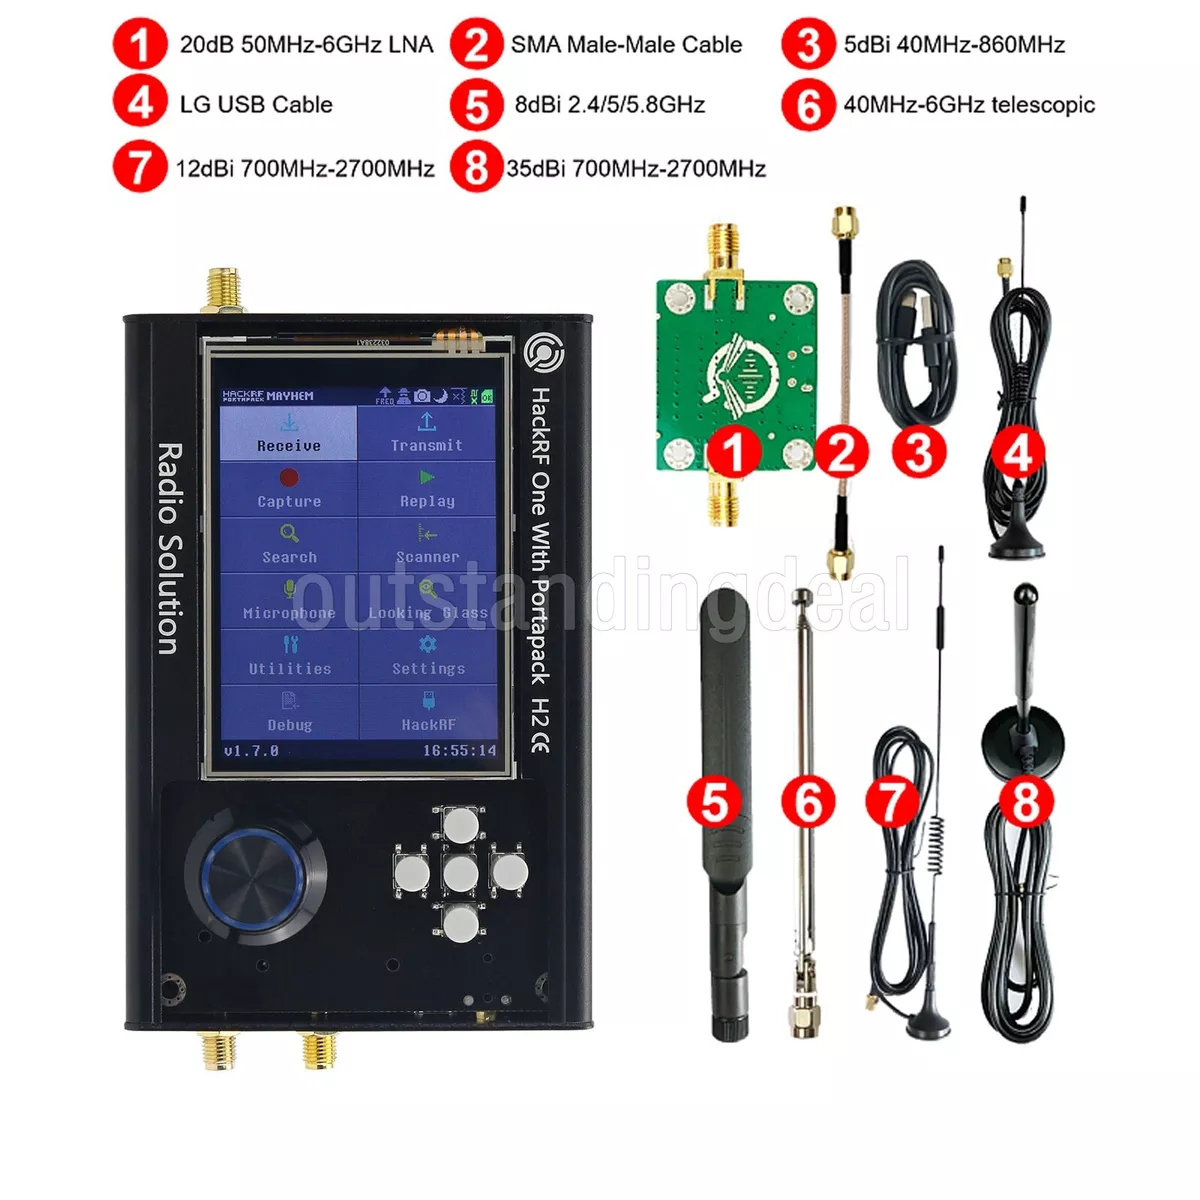 1 20dB 50MHz-6GHz LNA 2 SMA Male-Male Cable 3 5dBi 40MHz-860MHz
4 LG USB Cable 5 8dBi 2.4/5/5.8GHz 6 40MHz-6GHz telescopic
7 12dBi 700MHz-2700MHz 8 35dBi 700MHz-2700MHz
032238A1
HACKRF PORTAPACK MAYHEM FREQ OK
Receive Transmit
Capture Replay
Search Scanner
Microphone Looking Glass
Utilities Settings
Debug HackRF
v1.7.0 16:55:14
Radio Solution
HackRF One WIth Portapack H2 CE
outstandingdeal
1 2 3 4
5 6 7 8